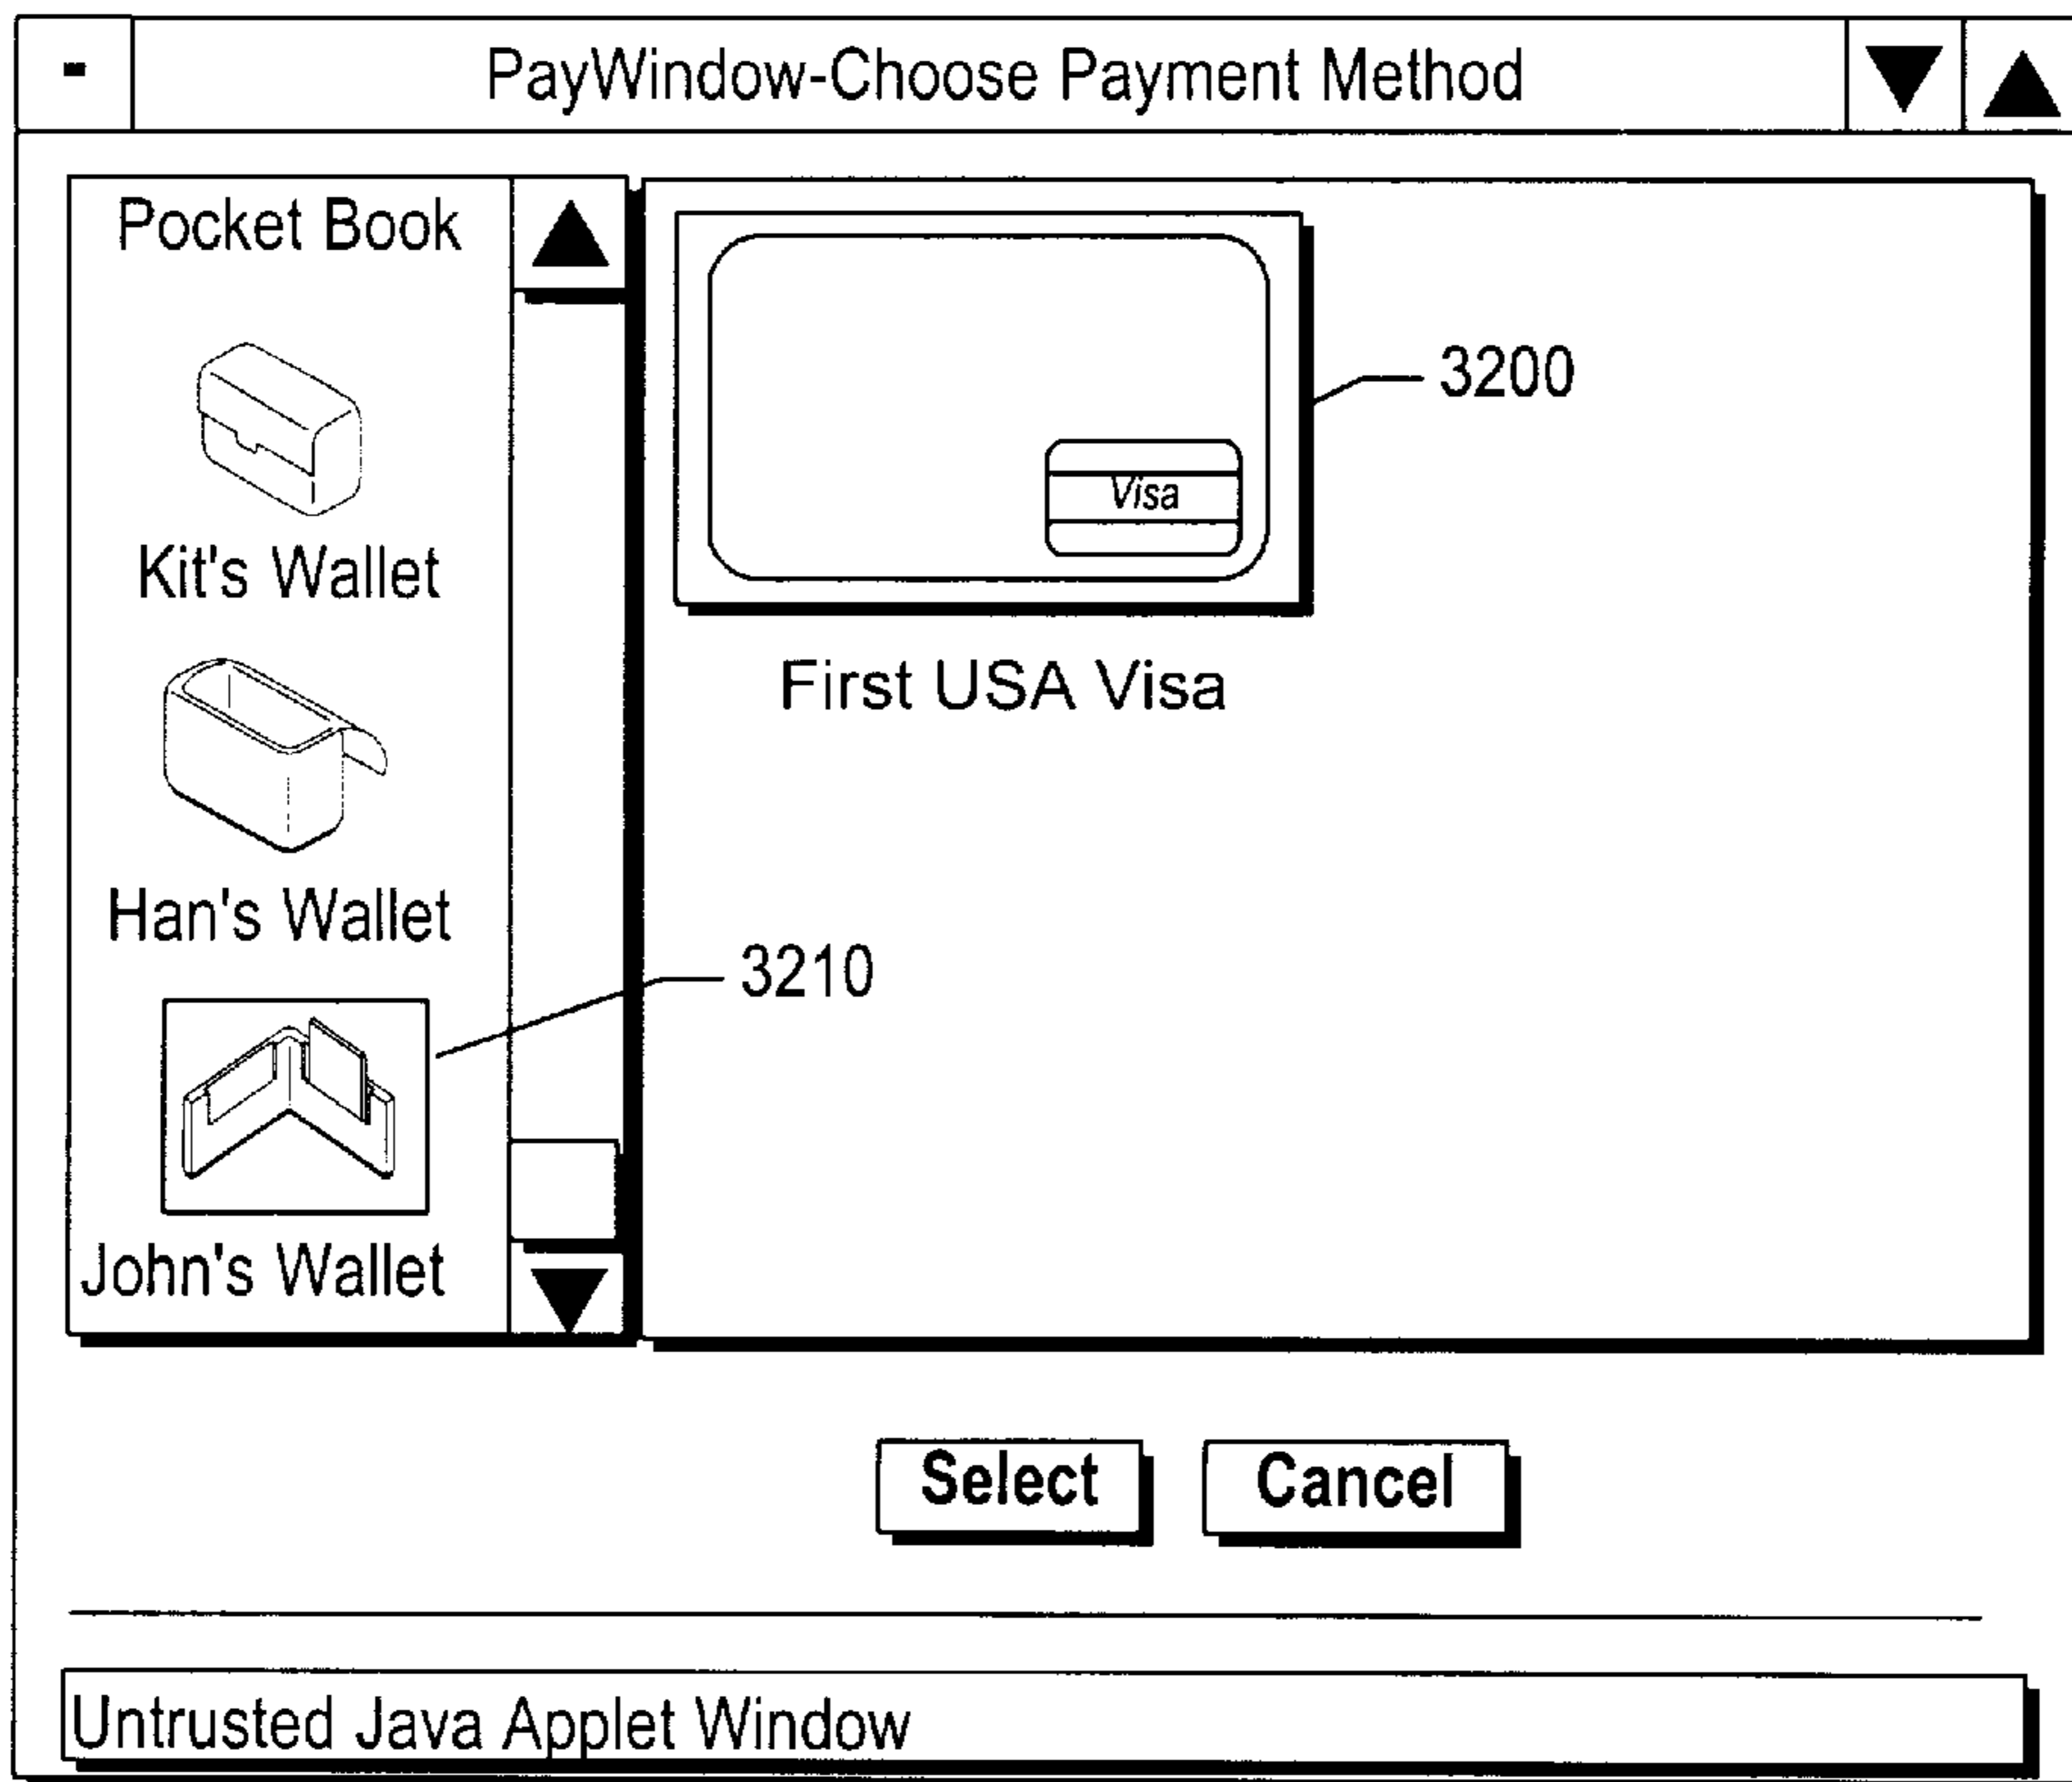 PayWindow-Choose Payment Method
Pocket Book
Kit's Wallet
Han's Wallet
3210
John's Wallet
Visa
3200
First USA Visa
Select
Cancel
Untrusted Java Applet Window